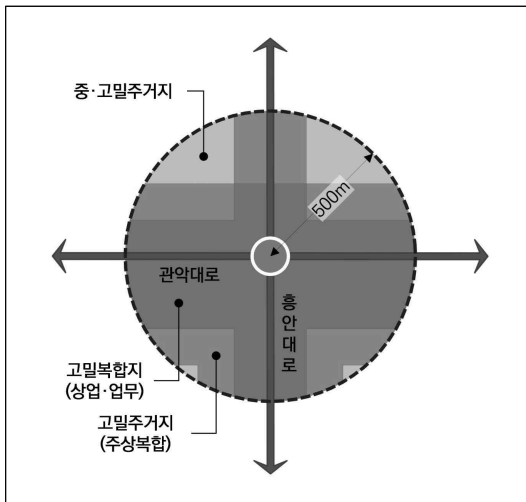 중·고밀주거지
500m
관악대로
흥안대로
고밀복합지
(상업·업무)
고밀주거지
(주상복합)